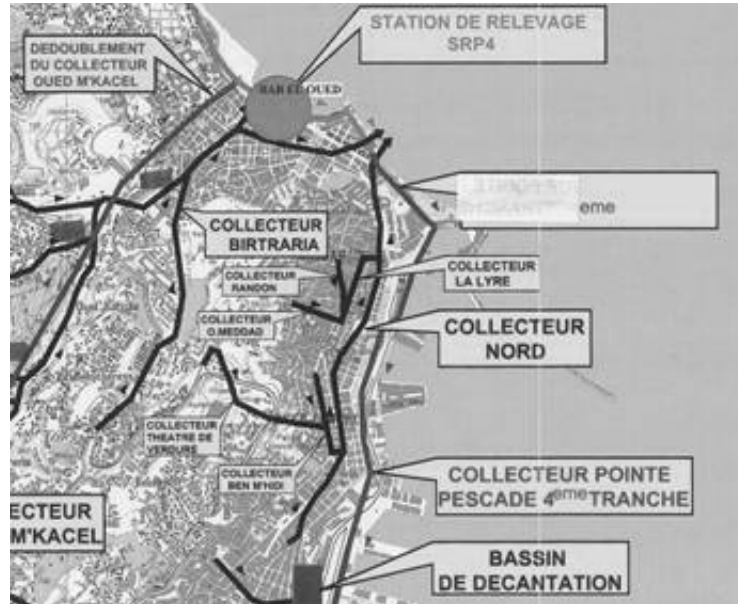 STATION DE RELEVAGE
SRP4
DEDOUBLEMENT
DU COLLECTEUR
OUED M'KACEL
BAB EL OUED
eme
COLLECTEUR
BIRTRARIA
COLLECTEUR
RANDON
COLLECTEUR
LA LYRE
COLLECTEUR
O.MEDDAD
COLLECTEUR
NORD
COLLECTEUR
THEATRE DE
VERDURE
COLLECTEUR
BEN M'HIDI
COLLECTEUR POINTE
PESCADE 4eme TRANCHE
ECTEUR
M'KACEL
BASSIN
DE DECANTATION